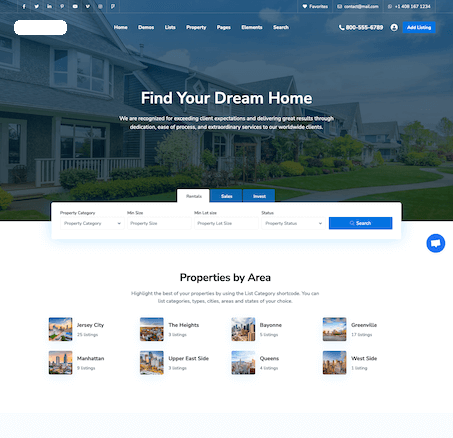 Favorites
contact@mail.com
+1 408 167 1234
Home Demos Lists Property Pages Elements Search
800-555-6789
Add Listing
Find Your Dream Home
We are recognized for exceeding client expectations and delivering great results through
dedication, ease of process, and extraordinary services to our worldwide clients.
Rentals Sales Invest
Property Category Min Size Min Lot size Status
Property Category Property Size Property Lot Size Property Status Search
Properties by Area
Highlight the best of your properties by using the List Category shortcode. You can
list categories, types, cities, areas and states of your choice.
Jersey City The Heights Bayonne Greenville
25 listings 3 listings 5 listings 17 listings
Manhattan Upper East Side Queens West Side
9 listings 3 listings 4 listings 1 listing